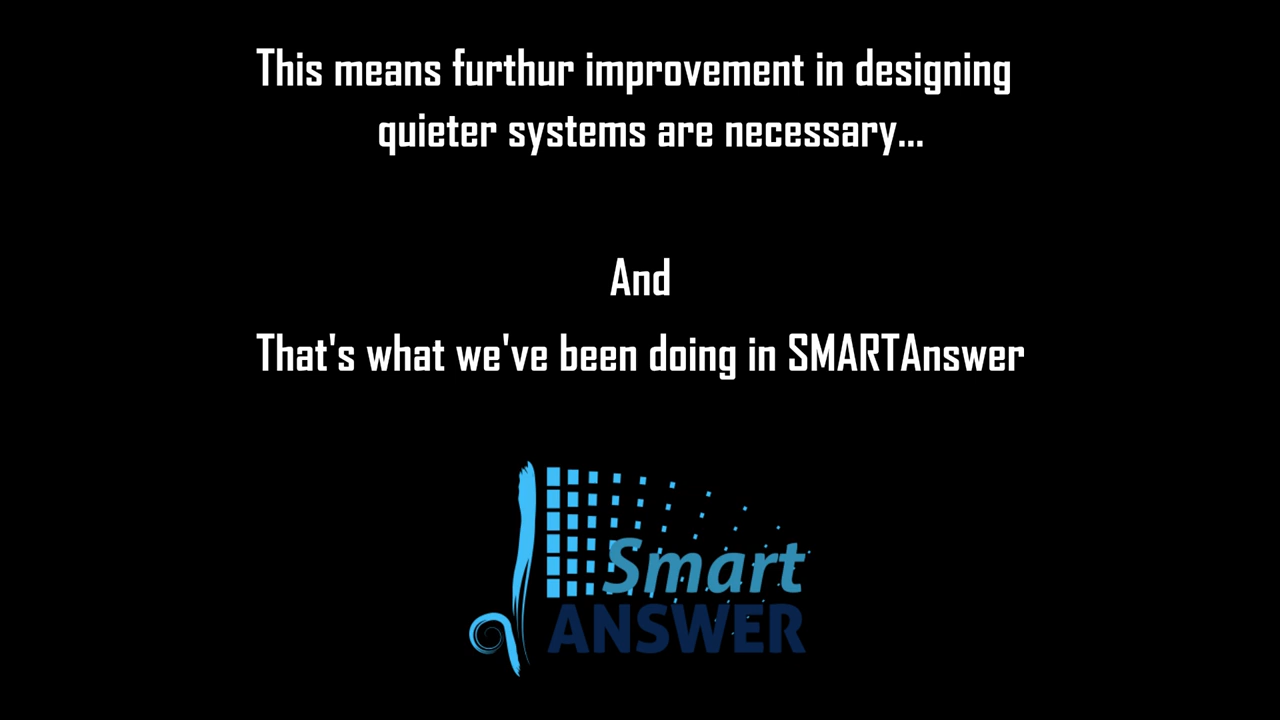 This means furthur improvement in designing
quieter systems are necessary...
And
That's what we've been doing in SMARTAnswer
Smart
ANSWER